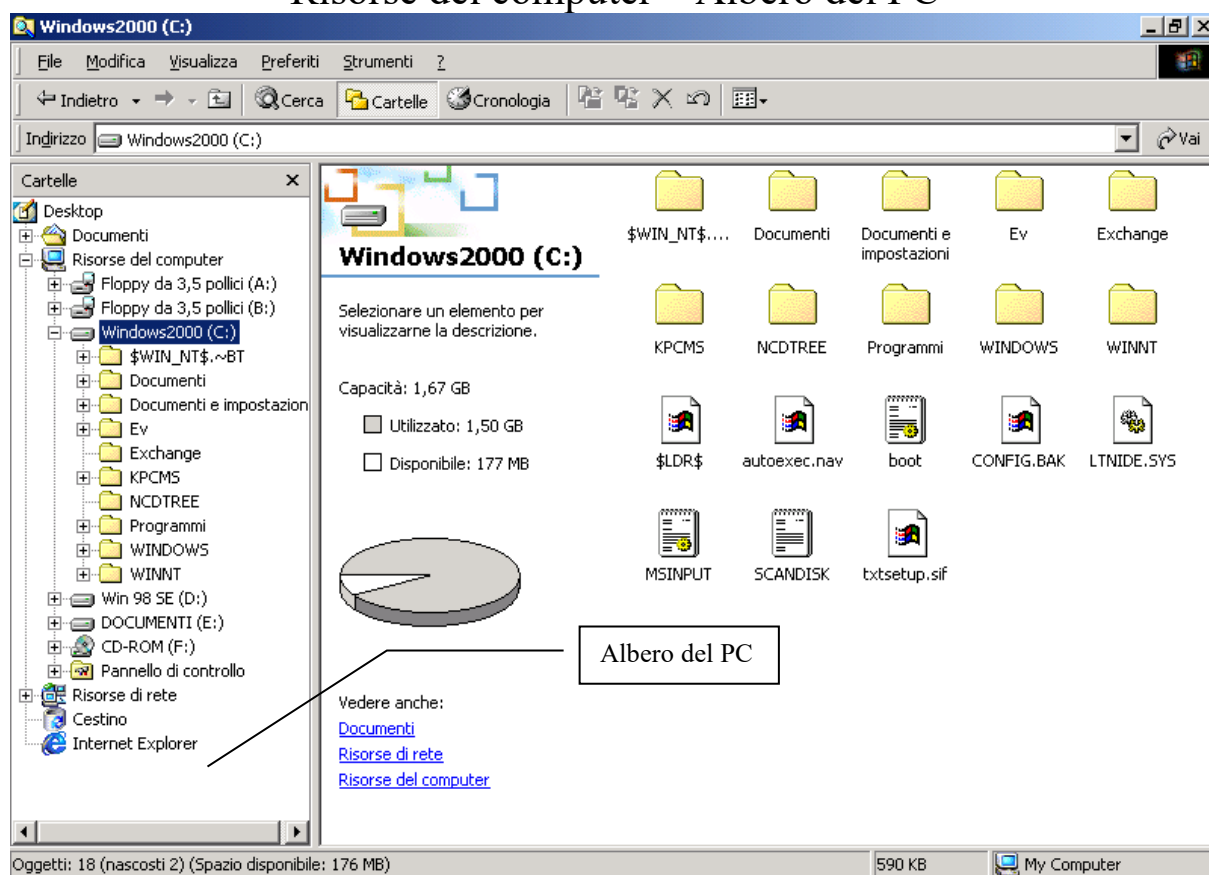 Risorse del computer – Albero del PC
Windows2000 (C:)
File Modifica Visualizza Preferiti Strumenti ?
Indietro Cerca Cartelle Cronologia
Indirizzo Windows2000 (C:) Vai
Cartelle
Desktop
Documenti
Risorse del computer
Floppy da 3,5 pollici (A:)
Floppy da 3,5 pollici (B:)
Windows2000 (C:)
$WIN_NT$.~BT
Documenti
Documenti e impostazion
Ev
Exchange
KPCMS
NCDTREE
Programmi
WINDOWS
WINNT
Win 98 SE (D:)
DOCUMENTI (E:)
CD-ROM (F:)
Pannello di controllo
Risorse di rete
Cestino
Internet Explorer
Windows2000 (C:)
Selezionare un elemento per
visualizzarne la descrizione.
Capacità: 1,67 GB
Utilizzato: 1,50 GB
Disponibile: 177 MB
Vedere anche:
Documenti
Risorse di rete
Risorse del computer
$WIN_NT$.... Documenti Documenti e Ev Exchange
impostazioni
KPCMS NCDTREE Programmi WINDOWS WINNT
$LDR$ autoexec.nav boot CONFIG.BAK LTNIDE.SYS
MSINPUT SCANDISK txtsetup.sif
Albero del PC
Oggetti: 18 (nascosti 2) (Spazio disponibile: 176 MB) 590 KB My Computer